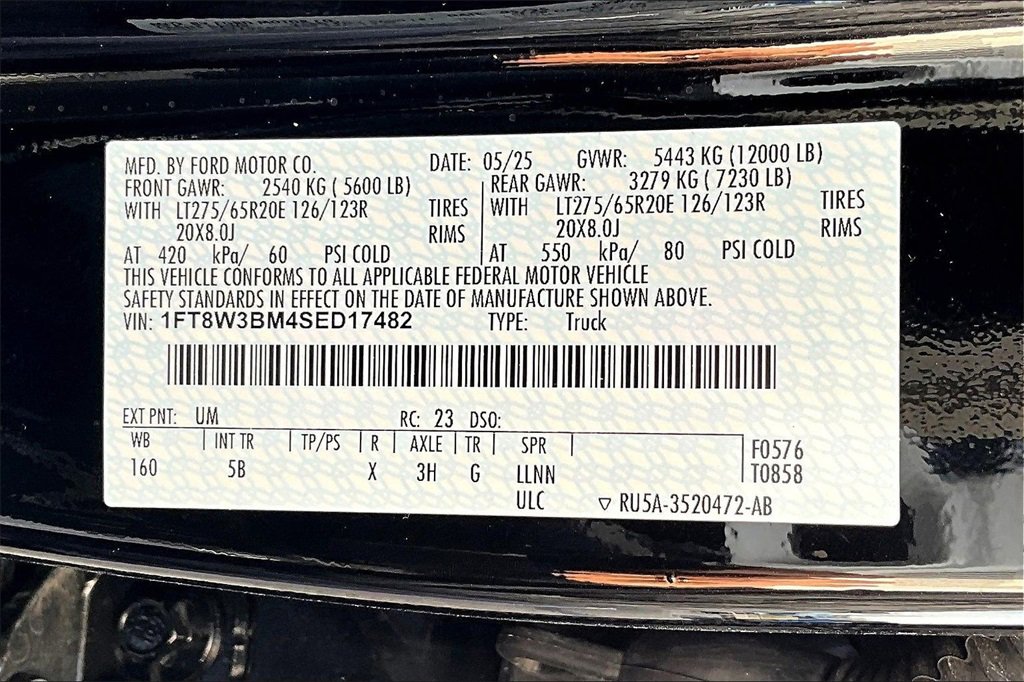 MFD. BY FORD MOTOR CO. DATE: 05/25 GVWR: 5443 KG (12000 LB)
FRONT GAWR: 2540 KG ( 5600 LB) REAR GAWR: 3279 KG ( 7230 LB)
WITH LT275/65R20E 126/123R TIRES WITH LT275/65R20E 126/123R TIRES
20X8.0J RIMS 20X8.0J RIMS
AT 420 kPa/ 60 PSI COLD AT 550 kPa/ 80 PSI COLD
THIS VEHICLE CONFORMS TO ALL APPLICABLE FEDERAL MOTOR VEHICLE
SAFETY STANDARDS IN EFFECT ON THE DATE OF MANUFACTURE SHOWN ABOVE.
VIN: 1FT8W3BM4SED17482 TYPE: Truck
EXT PNT: UM RC: 23 DSO:
WB INT TR TP/PS R AXLE TR SPR F0576
160 5B X 3H G LLNN T0858
ULC ▽ RU5A-3520472-AB